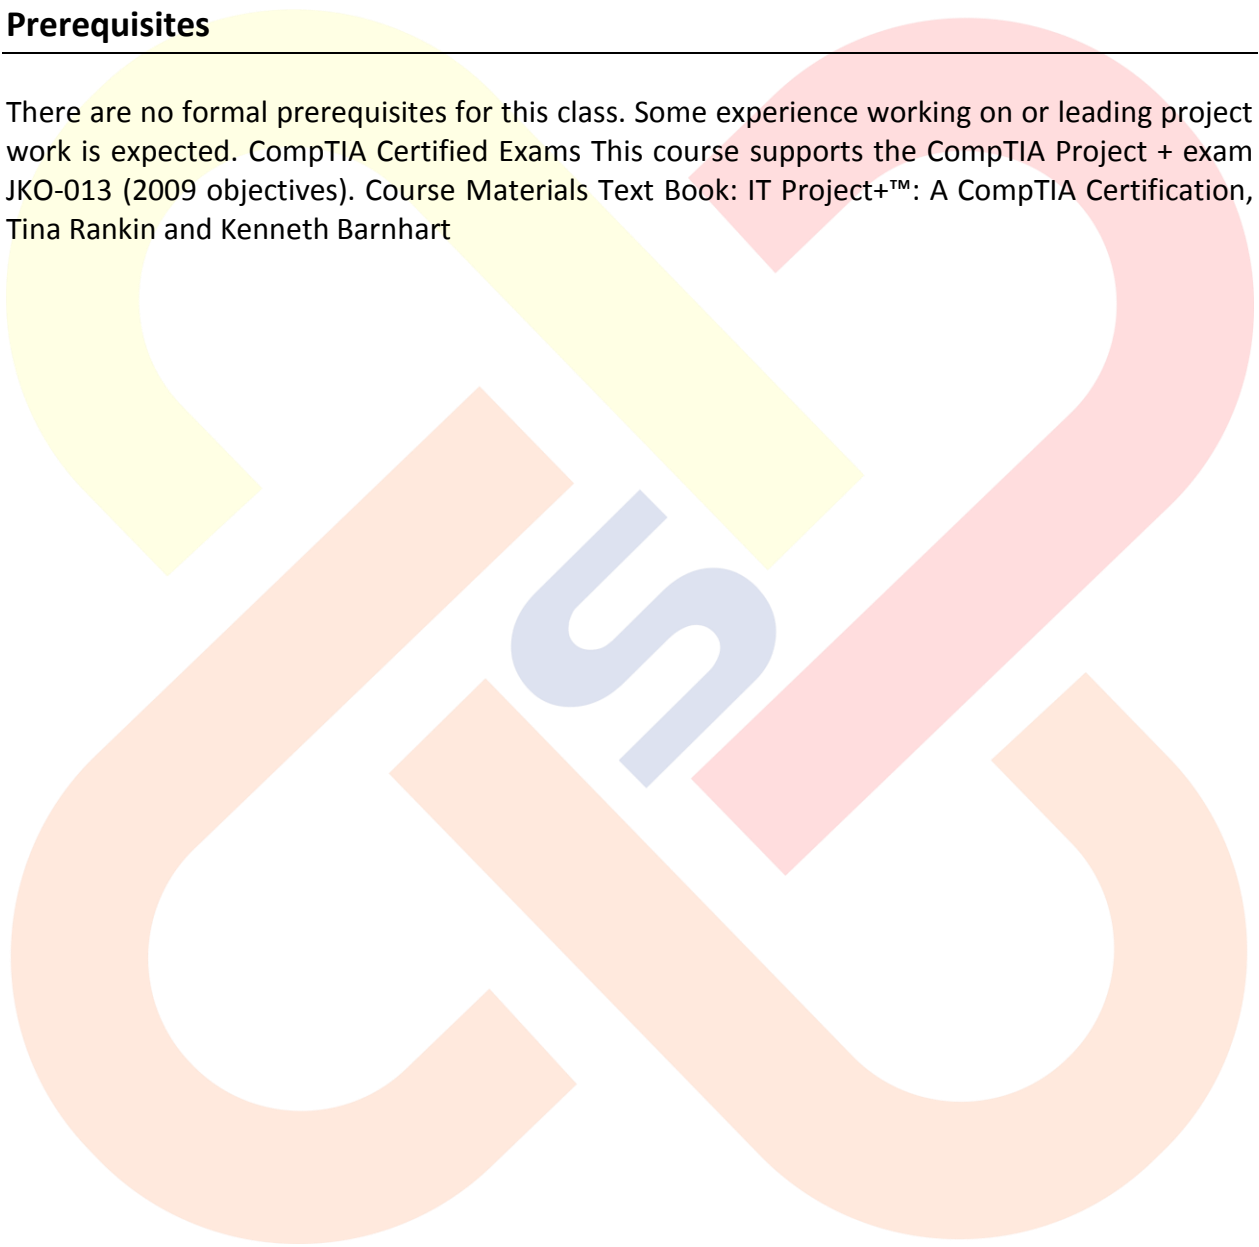 Prerequisites
There are no formal prerequisites for this class. Some experience working on or leading project
work is expected. CompTIA Certified Exams This course supports the CompTIA Project + exam
JKO-013 (2009 objectives). Course Materials Text Book: IT Project+™: A CompTIA Certification,
Tina Rankin and Kenneth Barnhart
S